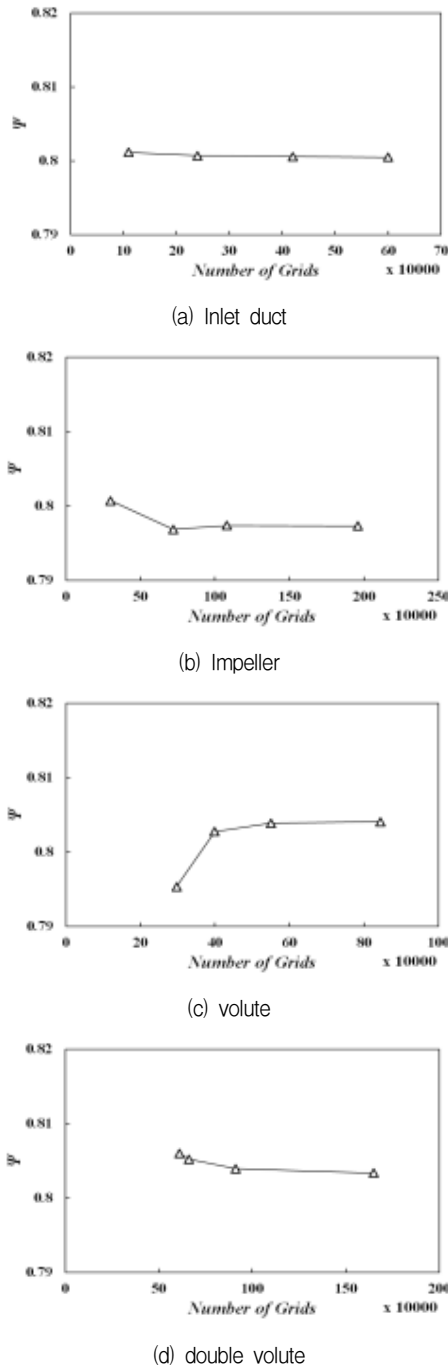 0.82
0.81
Ψ
0.8
0.79
0 10 20 30 40 50 60 70
Number of Grids x 10000
(a) Inlet duct
0.82
0.81
Ψ
0.8
0.79
0 50 100 150 200 250
Number of Grids x 10000
(b) Impeller
0.82
0.81
Ψ
0.8
0.79
0 20 40 60 80 100
Number of Grids x 10000
(c) volute
0.82
0.81
Ψ
0.8
0.79
0 50 100 150 200
Number of Grids x 10000
(d) double volute